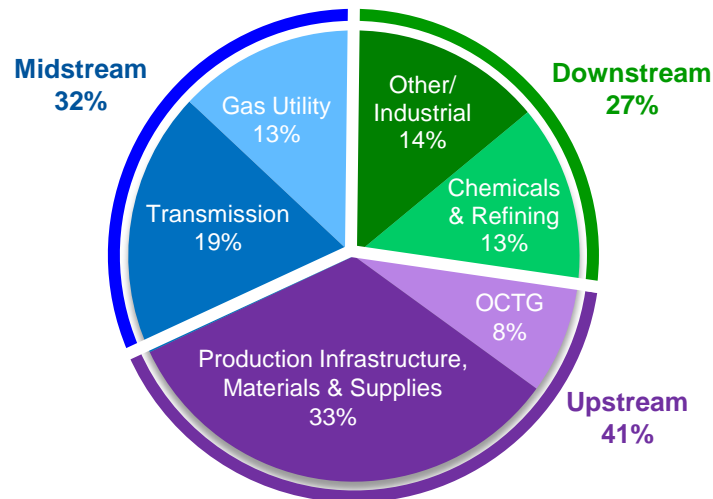 Midstream
32%
Gas Utility
13%
Other/
Industrial
14%
Downstream
27%
Transmission
19%
Chemicals
& Refining
13%
OCTG
8%
Production Infrastructure,
Materials & Supplies
33%
Upstream
41%